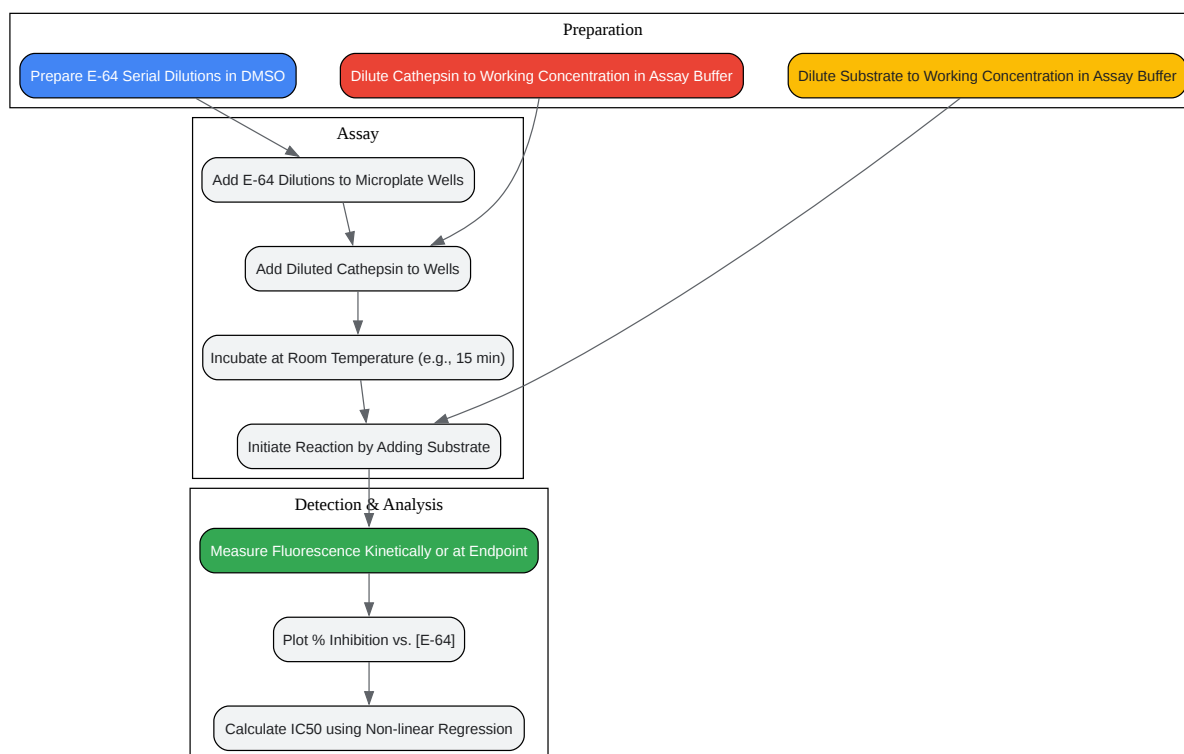 Preparation
Prepare E-64 Serial Dilutions in DMSO
Dilute Cathepsin to Working Concentration in Assay Buffer
Dilute Substrate to Working Concentration in Assay Buffer
Assay
Add E-64 Dilutions to Microplate Wells
Add Diluted Cathepsin to Wells
Incubate at Room Temperature (e.g., 15 min)
Initiate Reaction by Adding Substrate
Detection & Analysis
Measure Fluorescence Kinetically or at Endpoint
Plot % Inhibition vs. [E-64]
Calculate IC50 using Non-linear Regression